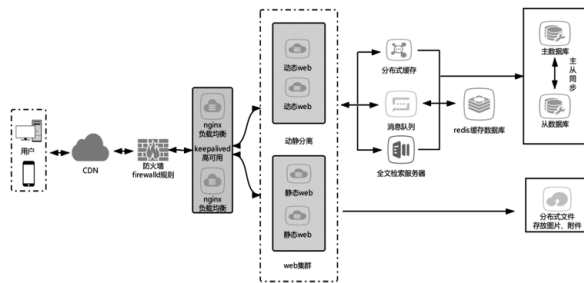 用户
CDN
防火墙
firewalld规则
nginx
负载均衡
keepalived
高可用
nginx
负载均衡
动态web
动态web
动静分离
静态web
静态web
web集群
分布式缓存
消息队列
全文检索服务器
redis缓存数据库
主数据库
主从同步
从数据库
分布式文件
存放图片、附件